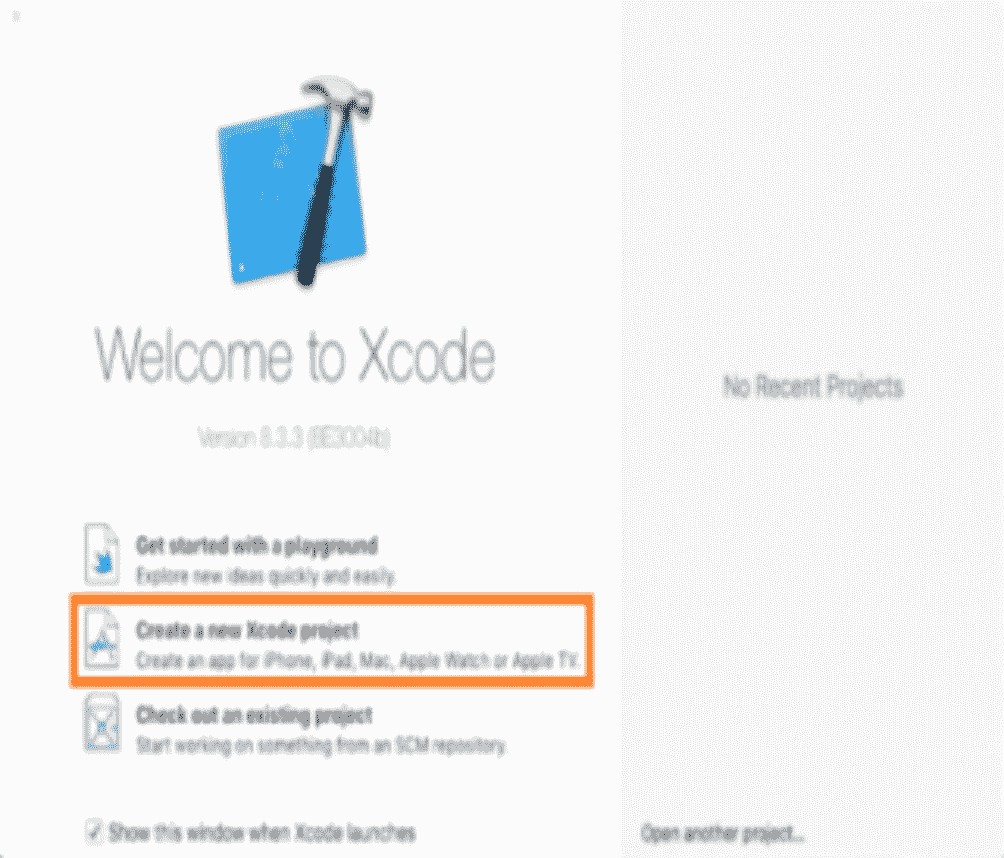 Welcome to Xcode
Version 8.3.3 (8E3004b)
Get started with a playground
Explore new ideas quickly and easily.
Create a new Xcode project
Create an app for iPhone, iPad, Mac, Apple Watch or Apple TV.
Check out an existing project
Start working on something from an SCM repository.
Show this window when Xcode launches
No Recent Projects
Open another project...